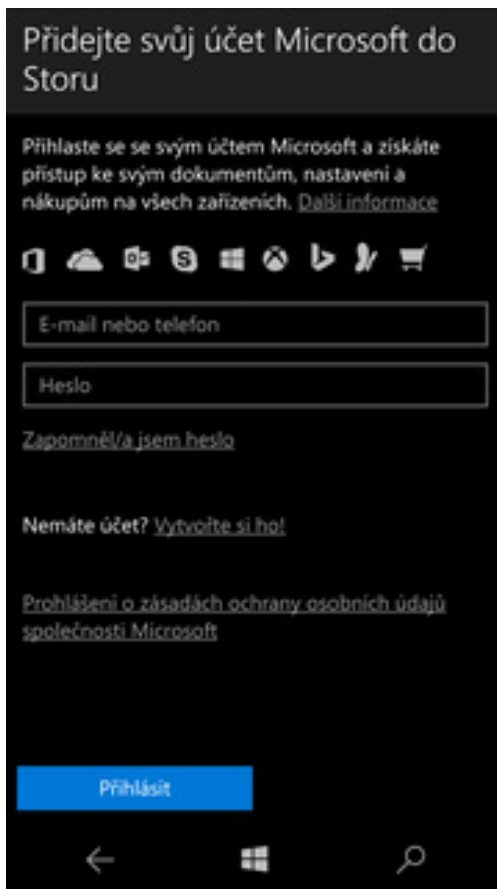 Přidejte svůj účet Microsoft do
Storu
Přihlaste se se svým účtem Microsoft a získáte
přístup ke svým dokumentům, nastavení a
nákupům na všech zařízeních. Další informace
E-mail nebo telefon
Heslo
Zapomněl/a jsem heslo
Nemáte účet? Vytvořte si ho!
Prohlášení o zásadách ochrany osobních údajů
společnosti Microsoft
Přihlásit